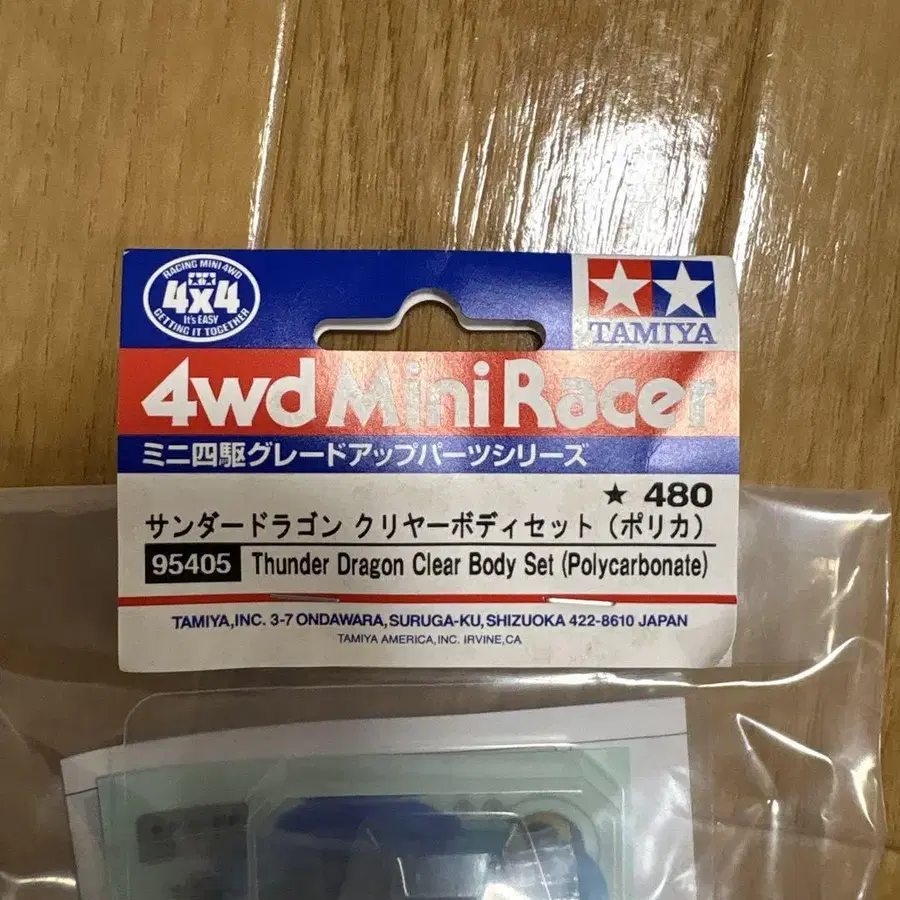 RACING MINI 4WD
4x4
It's EASY
GETTING IT TOGETHER
TAMIYA
4wd Mini Racer
ミニ四駆グレードアップパーツシリーズ
★ 480
サンダードラゴン クリヤーボディセット（ポリカ）
95405 Thunder Dragon Clear Body Set (Polycarbonate)
TAMIYA,INC. 3-7 ONDAWARA,SURUGA-KU,SHIZUOKA 422-8610 JAPAN
TAMIYA AMERICA,INC. IRVINE,CA